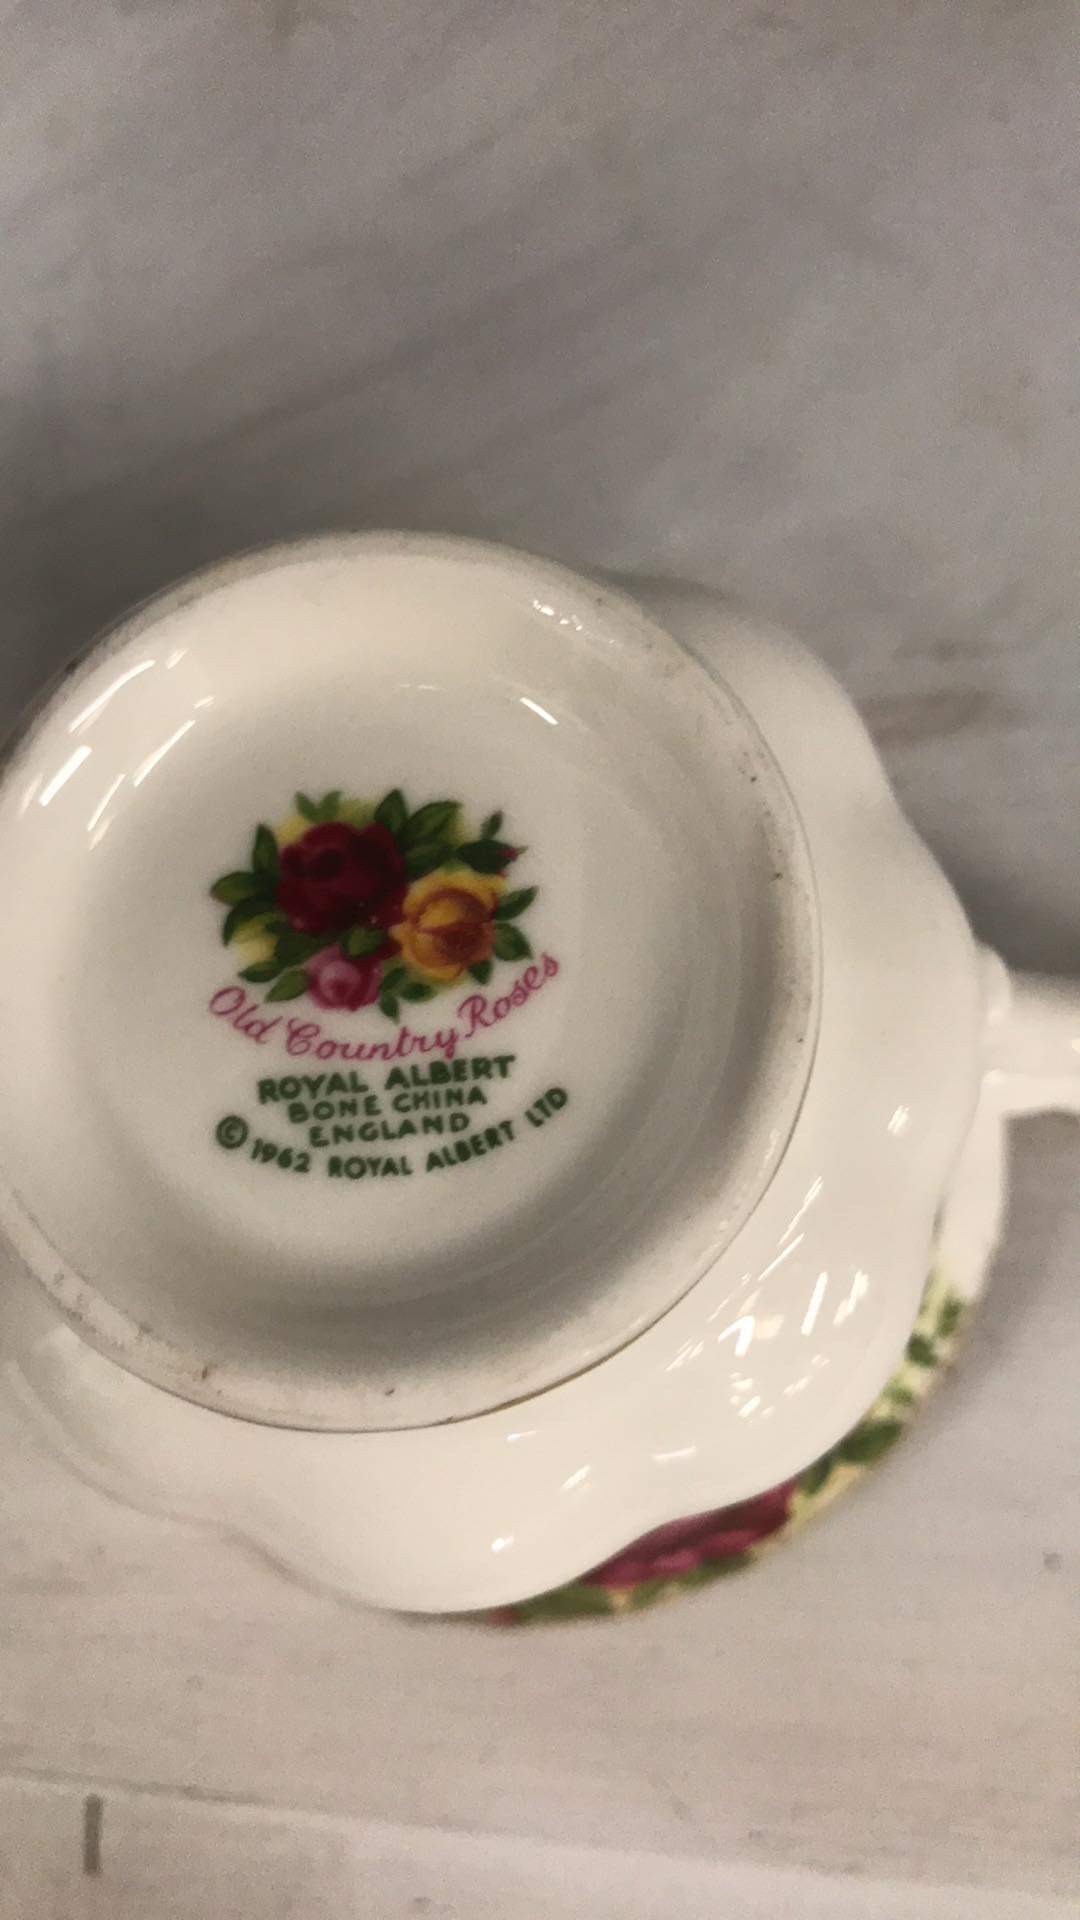 Old Country Roses
ROYAL ALBERT
BONE CHINA
ENGLAND
© 1962 ROYAL ALBERT LTD